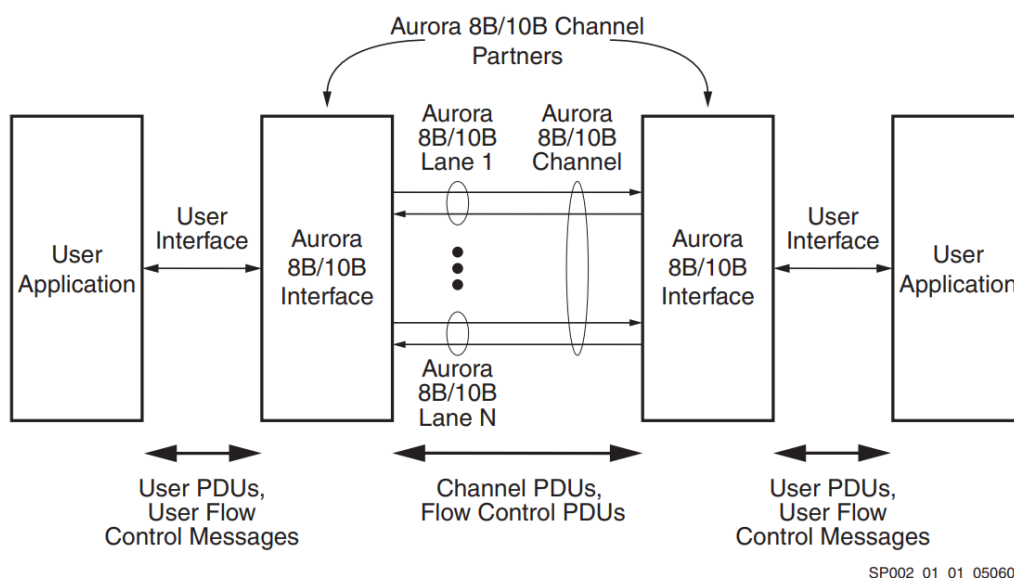 Aurora 8B/10B Channel
Partners
Aurora
8B/10B
Lane 1
Aurora
8B/10B
Channel
User
Application
User
Interface
Aurora
8B/10B
Interface
Aurora
8B/10B
Interface
User
Interface
User
Application
Aurora
8B/10B
Lane N
User PDUs,
User Flow
Control Messages
Channel PDUs,
Flow Control PDUs
User PDUs,
User Flow
Control Messages
SP002_01_01_05060